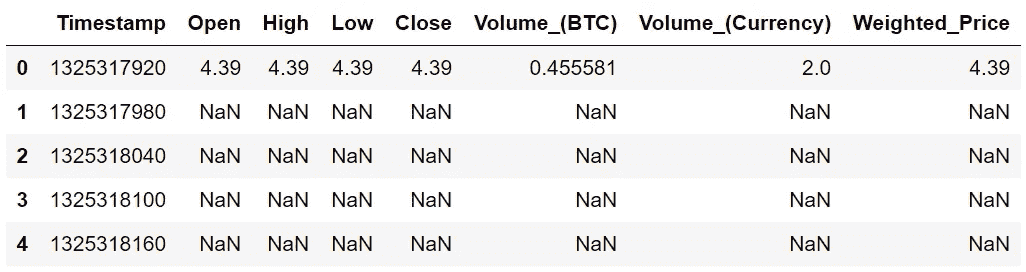 Timestamp Open High Low Close Volume_(BTC) Volume_(Currency) Weighted_Price
0 1325317920 4.39 4.39 4.39 4.39 0.455581 2.0 4.39
1 1325317980 NaN NaN NaN NaN NaN NaN NaN
2 1325318040 NaN NaN NaN NaN NaN NaN NaN
3 1325318100 NaN NaN NaN NaN NaN NaN NaN
4 1325318160 NaN NaN NaN NaN NaN NaN NaN